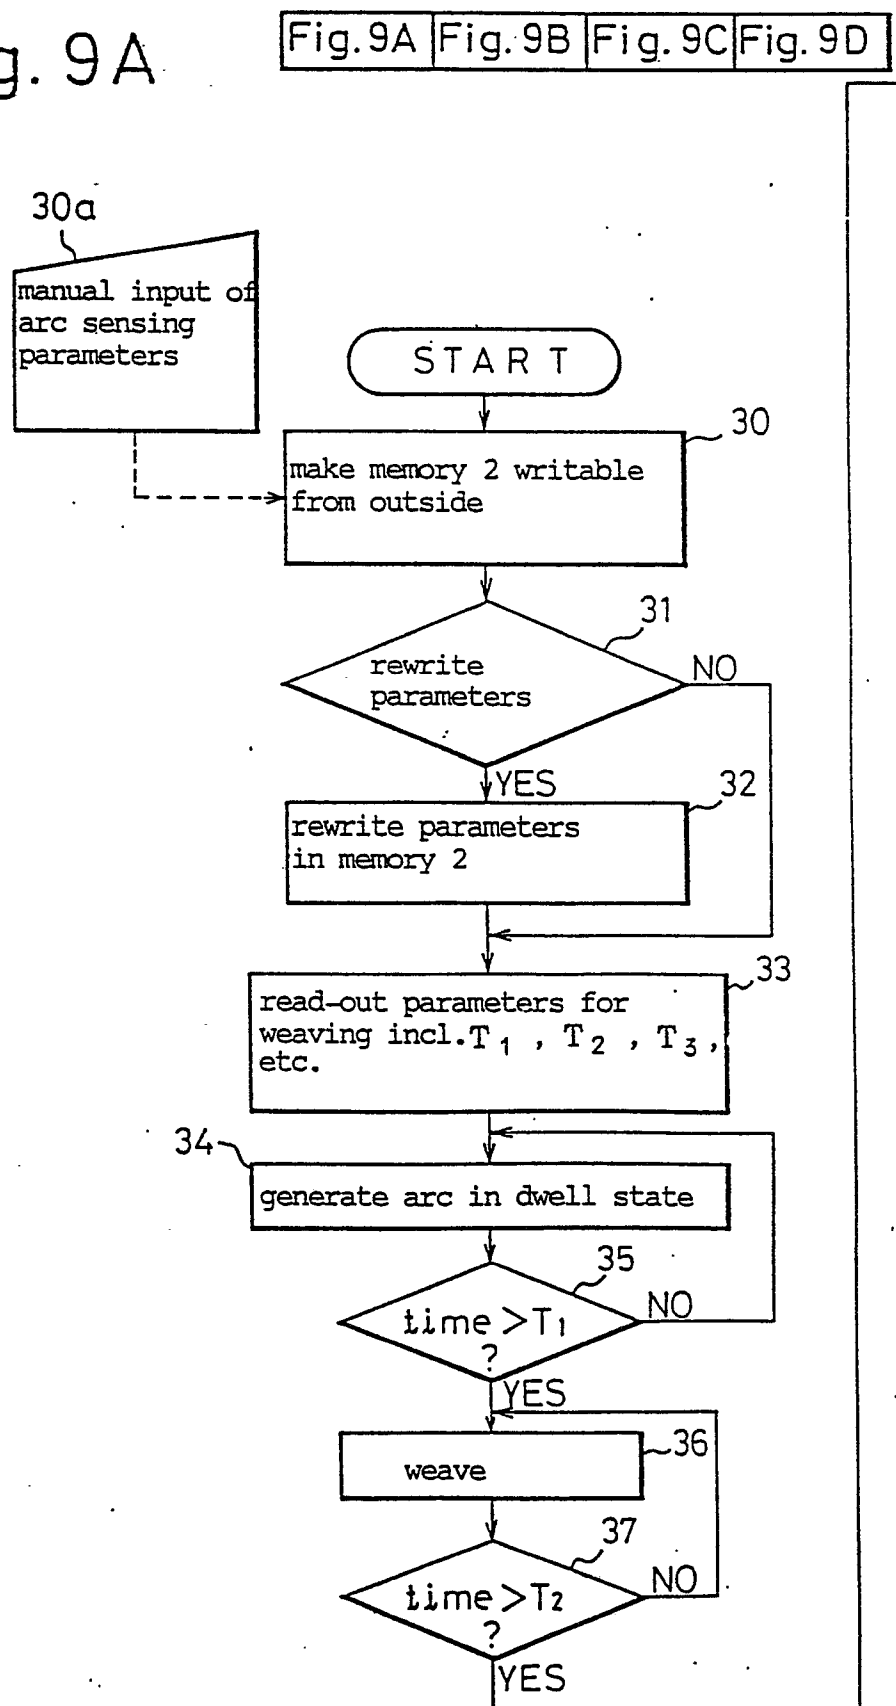 g. 9A
Fig. 9A Fig. 9B Fig. 9C Fig. 9D
30a
manual input of
arc sensing
parameters
START
30
make memory 2 writable
from outside
31
rewrite
parameters
NO
YES
32
rewrite parameters
in memory 2
33
read-out parameters for
weaving incl. T1 , T2 , T3 ,
etc.
34
generate arc in dwell state
35
time > T1
?
NO
YES
36
weave
37
time > T2
?
NO
YES